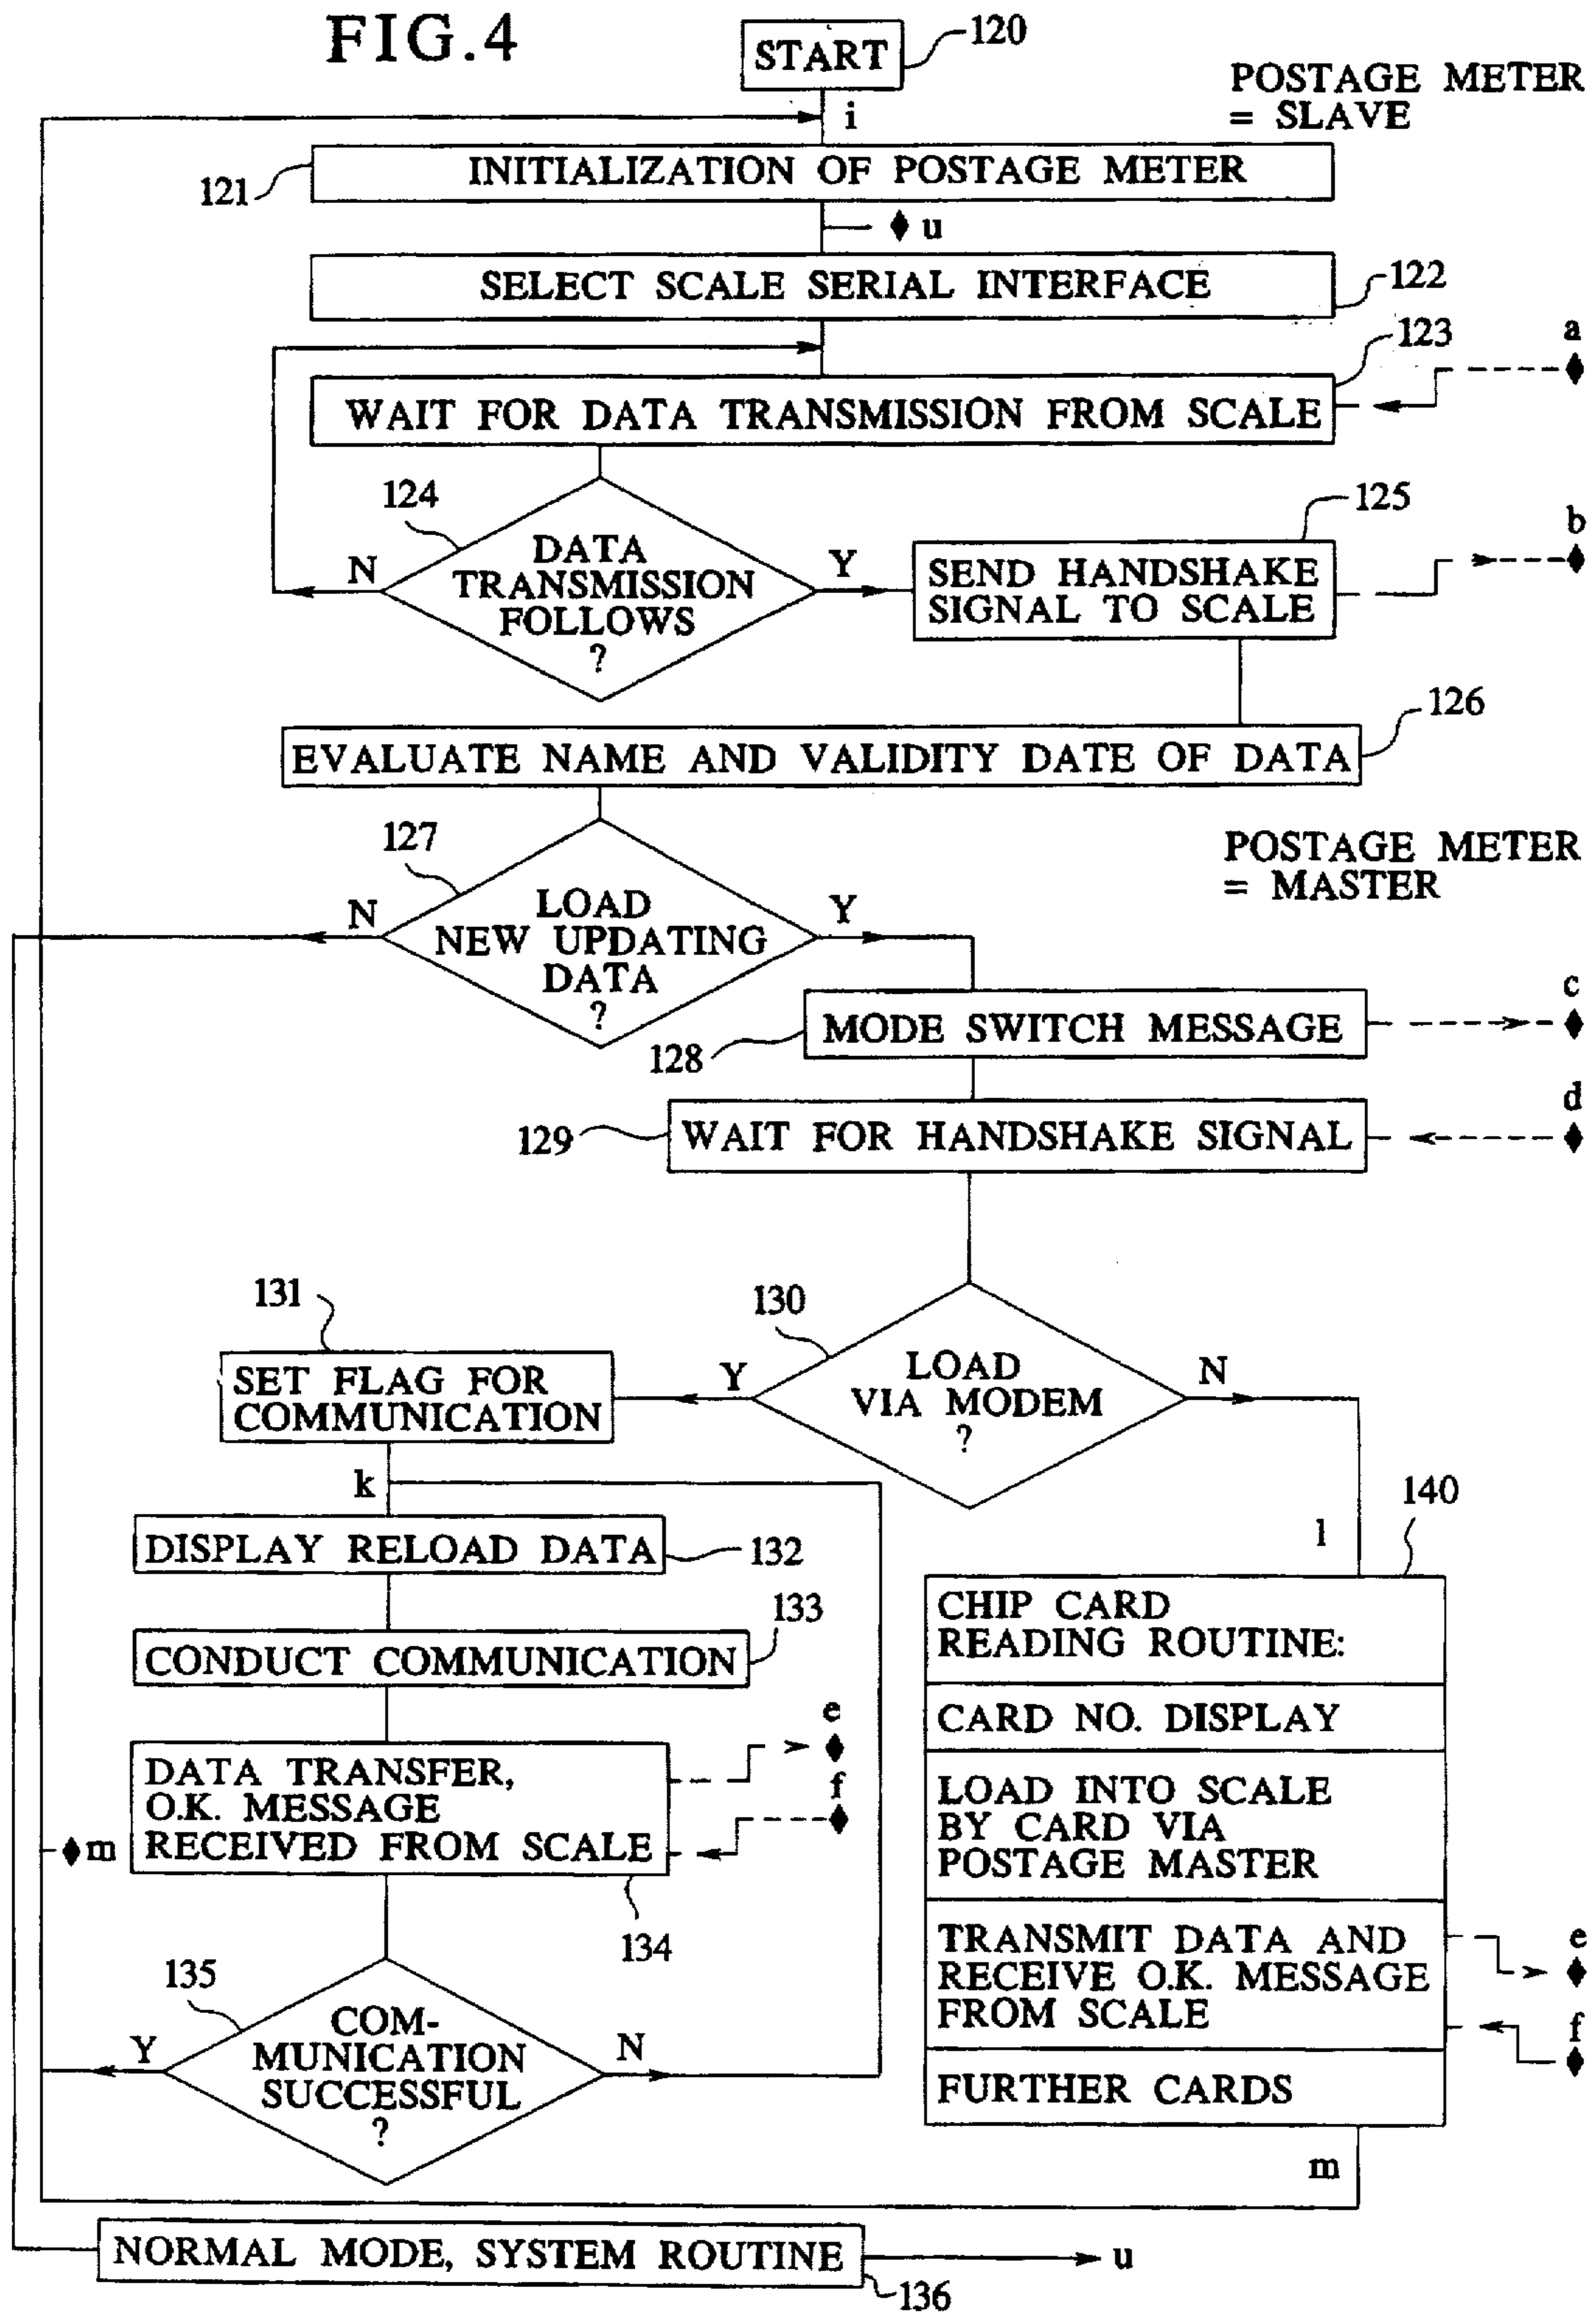 FIG.4
START
120
POSTAGE METER
= SLAVE
i
INITIALIZATION OF POSTAGE METER
121
u
SELECT SCALE SERIAL INTERFACE
122
123
a
WAIT FOR DATA TRANSMISSION FROM SCALE
124
125
b
N
DATA
TRANSMISSION
FOLLOWS
?
Y
SEND HANDSHAKE
SIGNAL TO SCALE
126
EVALUATE NAME AND VALIDITY DATE OF DATA
127
POSTAGE METER
= MASTER
N
LOAD
NEW UPDATING
DATA
?
Y
c
MODE SWITCH MESSAGE
128
d
129
WAIT FOR HANDSHAKE SIGNAL
131
130
SET FLAG FOR
COMMUNICATION
Y
LOAD
VIA MODEM
?
N
k
140
l
DISPLAY RELOAD DATA
132
133
CONDUCT COMMUNICATION
CHIP CARD
READING ROUTINE:
CARD NO. DISPLAY
e
DATA TRANSFER,
O.K. MESSAGE
RECEIVED FROM SCALE
f
m
LOAD INTO SCALE
BY CARD VIA
POSTAGE MASTER
134
135
TRANSMIT DATA AND
RECEIVE O.K. MESSAGE
FROM SCALE
e
f
Y
COM-
MUNICATION
SUCCESSFUL
?
N
FURTHER CARDS
m
NORMAL MODE, SYSTEM ROUTINE
u
136